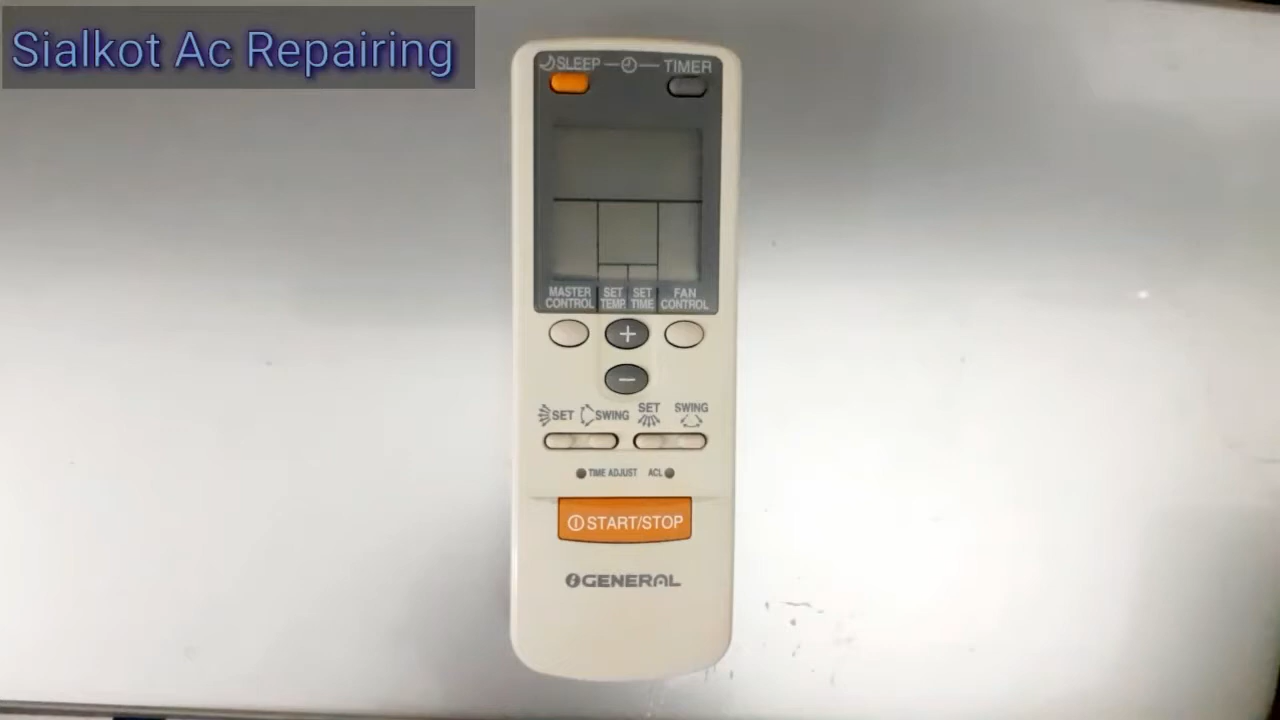 Sialkot Ac Repairing
SLEEP TIMER
MASTER CONTROL
SET TEMP.
SET TIME
FAN CONTROL
+
−
SET SWING SET SWING
TIME ADJUST ACL
START/STOP
GENERAL